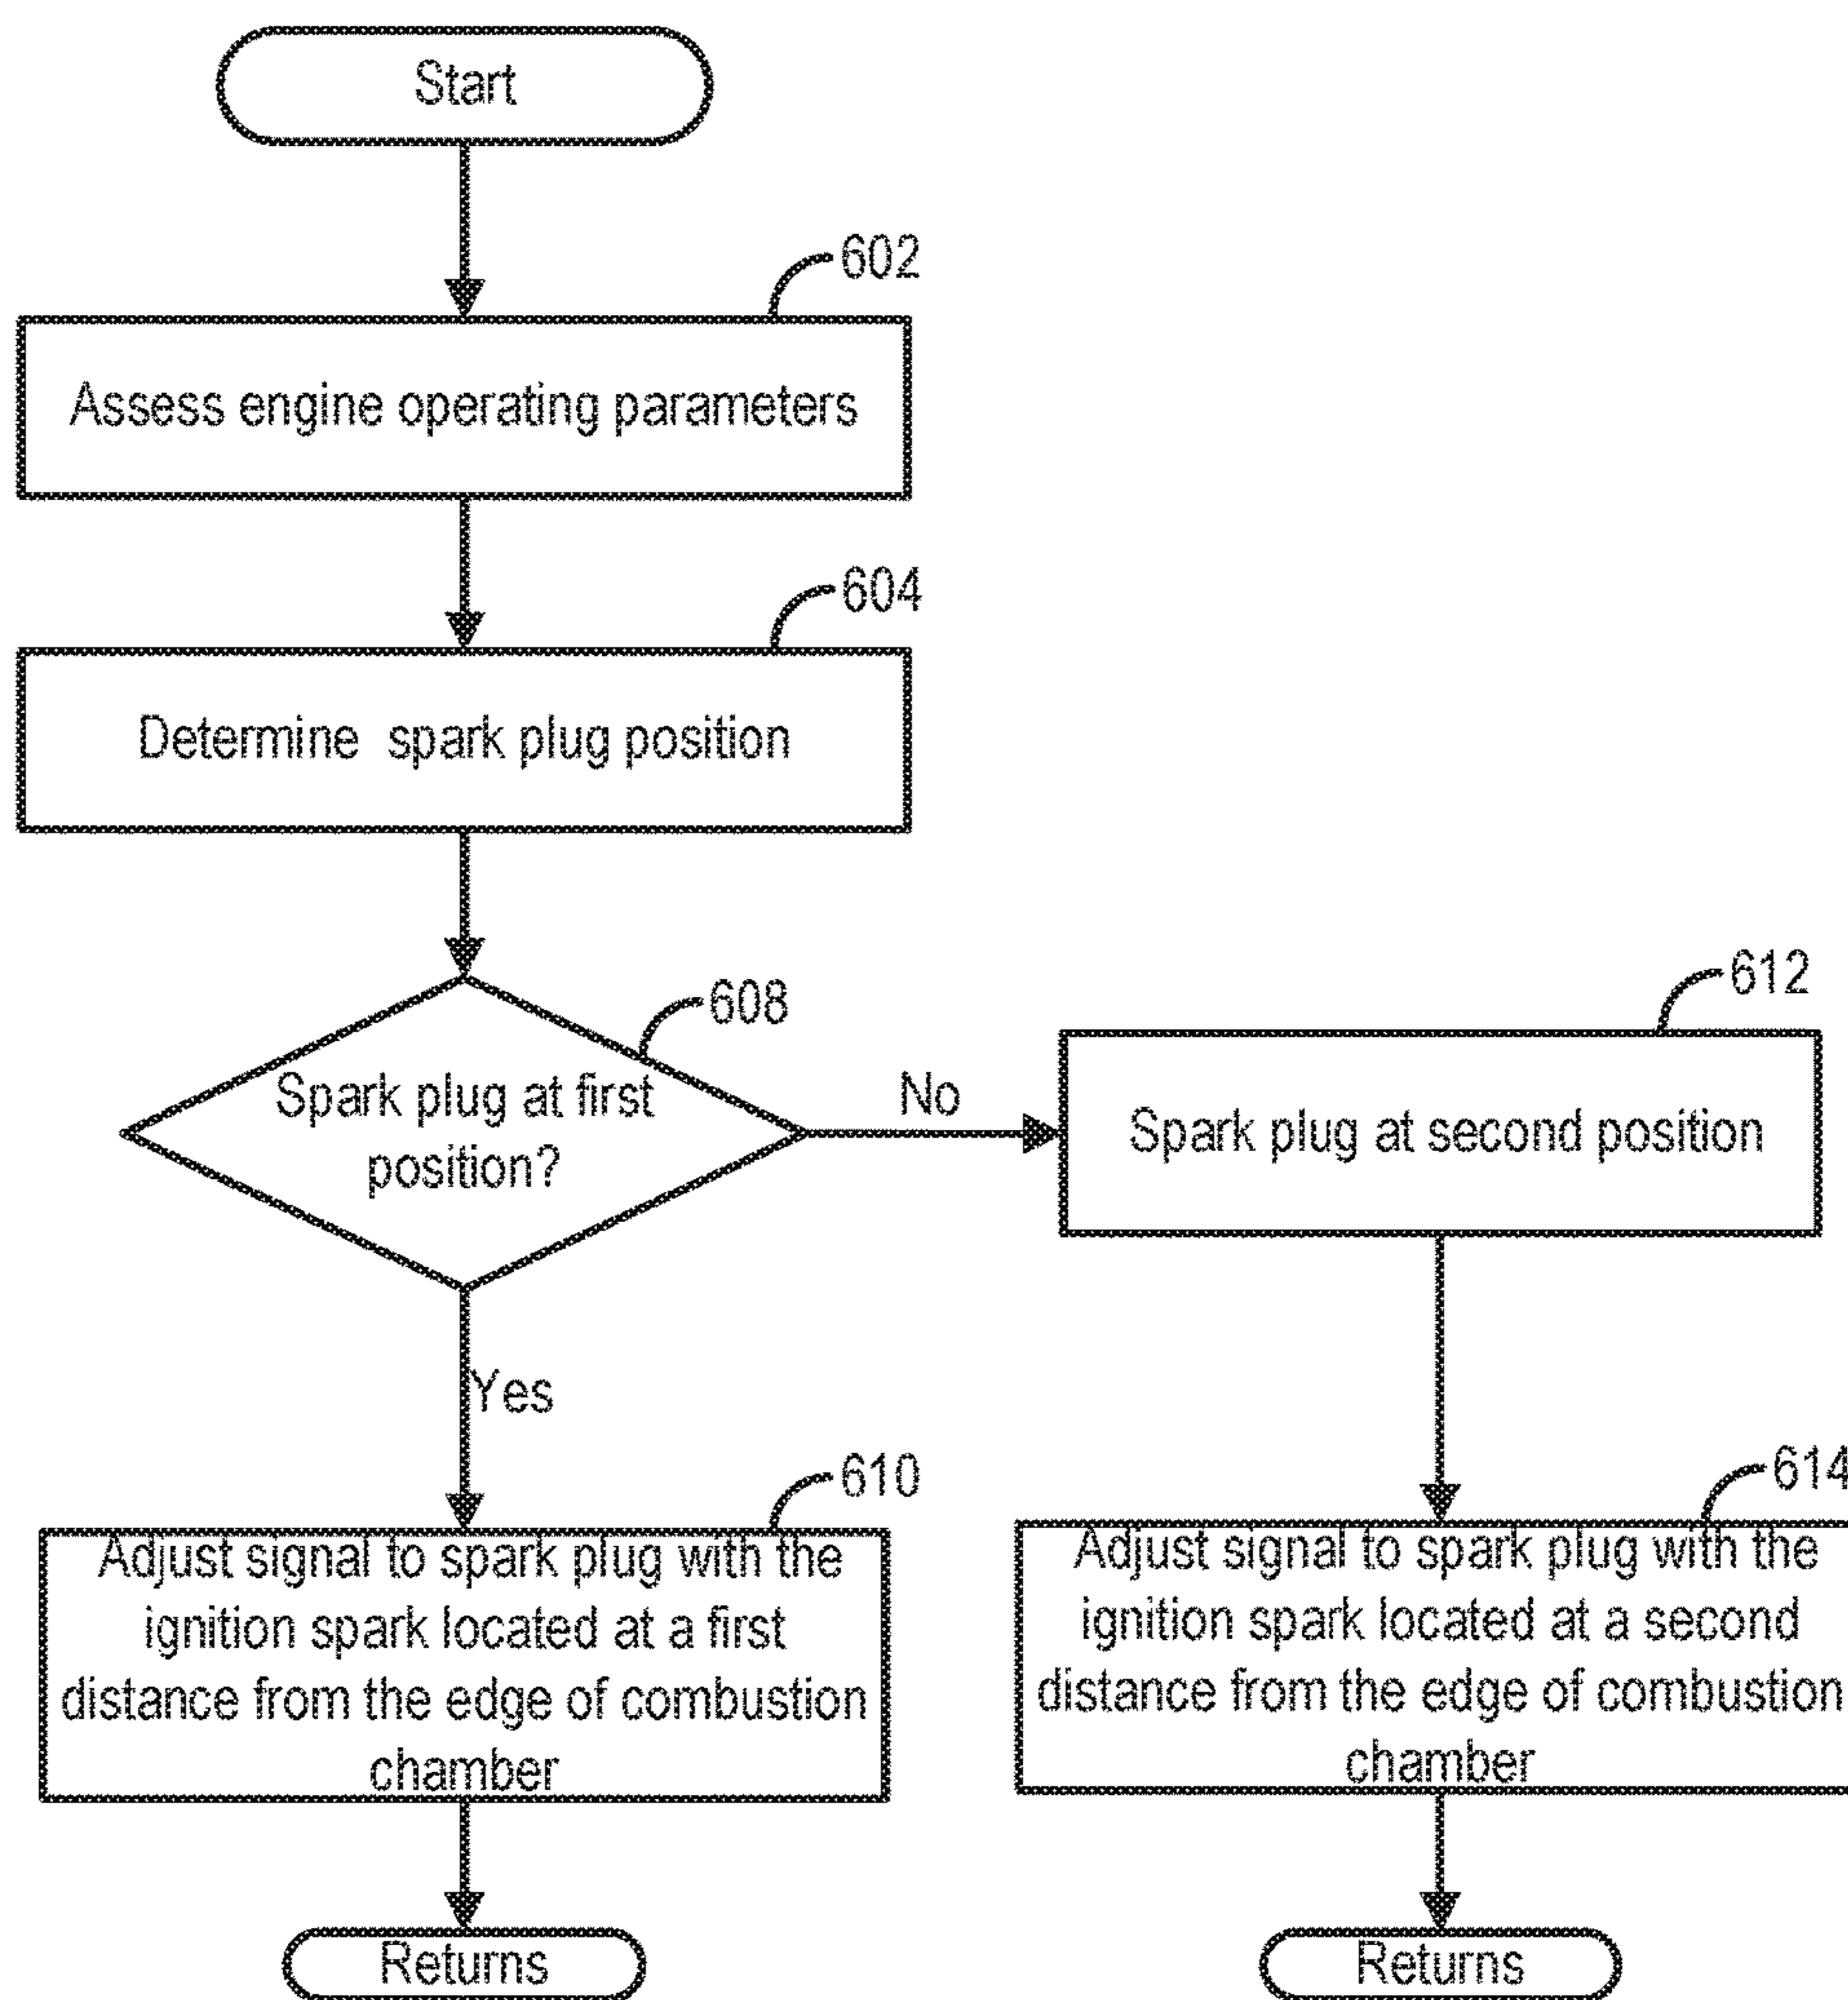 Start
602
Assess engine operating parameters
604
Determine spark plug position
608
Spark plug at first
position?
No
612
Spark plug at second position
Yes
610
Adjust signal to spark plug with the
ignition spark located at a first
distance from the edge of combustion
chamber
614
Adjust signal to spark plug with the
ignition spark located at a second
distance from the edge of combustion
chamber
Returns
Returns